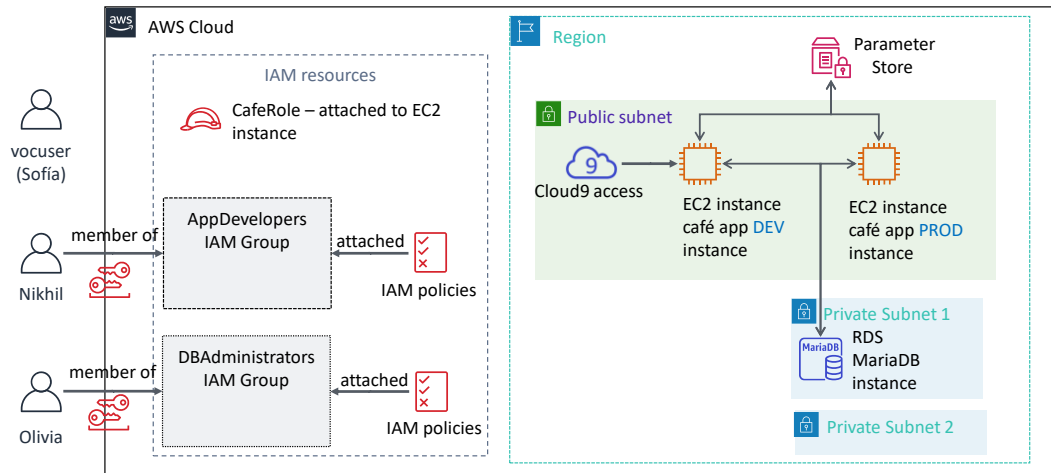 aws
AWS Cloud
Region
IAM resources
CafeRole – attached to EC2
instance
vocuser
(Sofía)
AppDevelopers
IAM Group
member of
attached
Nikhil
IAM policies
DBAdministrators
IAM Group
member of
attached
Olivia
IAM policies
Parameter
Store
Public subnet
9
Cloud9 access
EC2 instance
café app DEV
instance
EC2 instance
café app PROD
instance
Private Subnet 1
MariaDB
RDS
MariaDB
instance
Private Subnet 2